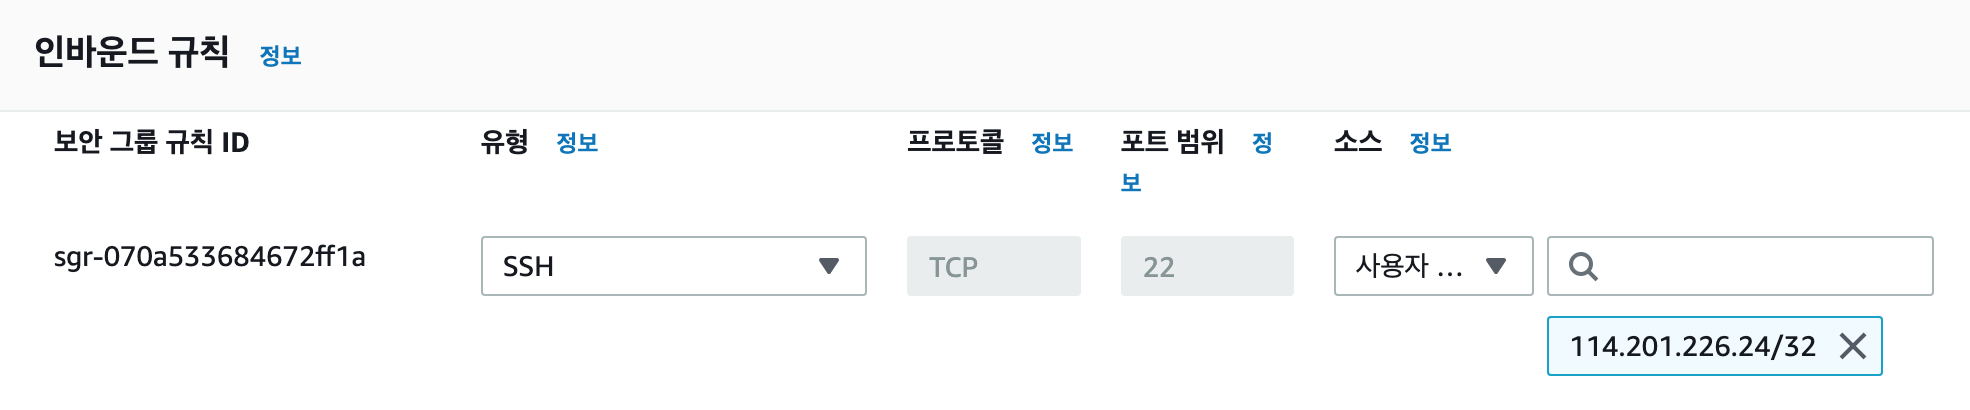 인바운드 규칙 정보
보안 그룹 규칙 ID 유형 정보 프로토콜 정보 포트 범위 정
보 소스 정보
sgr-070a533684672ff1a SSH TCP 22 사용자 ...
114.201.226.24/32